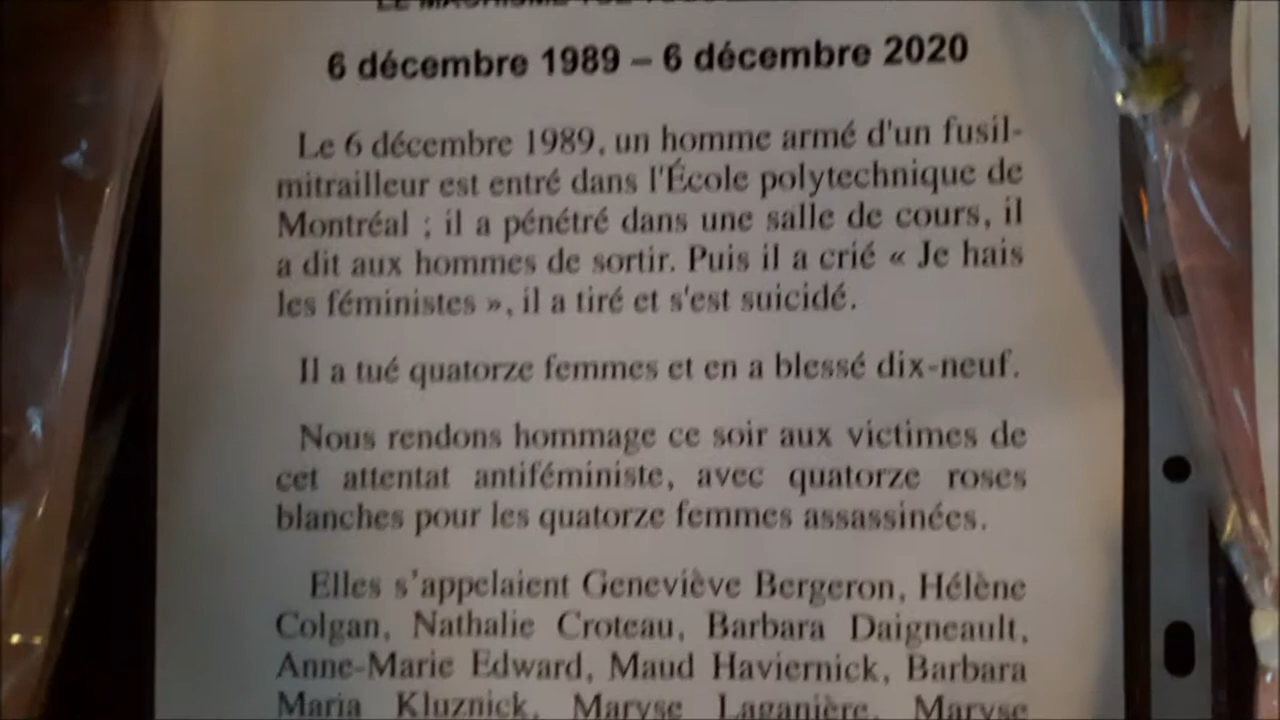 LE MACHISME TUE
6 décembre 1989 – 6 décembre 2020
Le 6 décembre 1989, un homme armé d'un fusil-
mitrailleur est entré dans l'École polytechnique de
Montréal ; il a pénétré dans une salle de cours, il
a dit aux hommes de sortir. Puis il a crié « Je hais
les féministes », il a tiré et s'est suicidé.
Il a tué quatorze femmes et en a blessé dix-neuf.
Nous rendons hommage ce soir aux victimes de
cet attentat antiféministe, avec quatorze roses
blanches pour les quatorze femmes assassinées.
Elles s’appelaient Geneviève Bergeron, Hélène
Colgan, Nathalie Croteau, Barbara Daigneault,
Anne-Marie Edward, Maud Haviernick, Barbara
Maria Kluznick, Maryse Laganière, Maryse